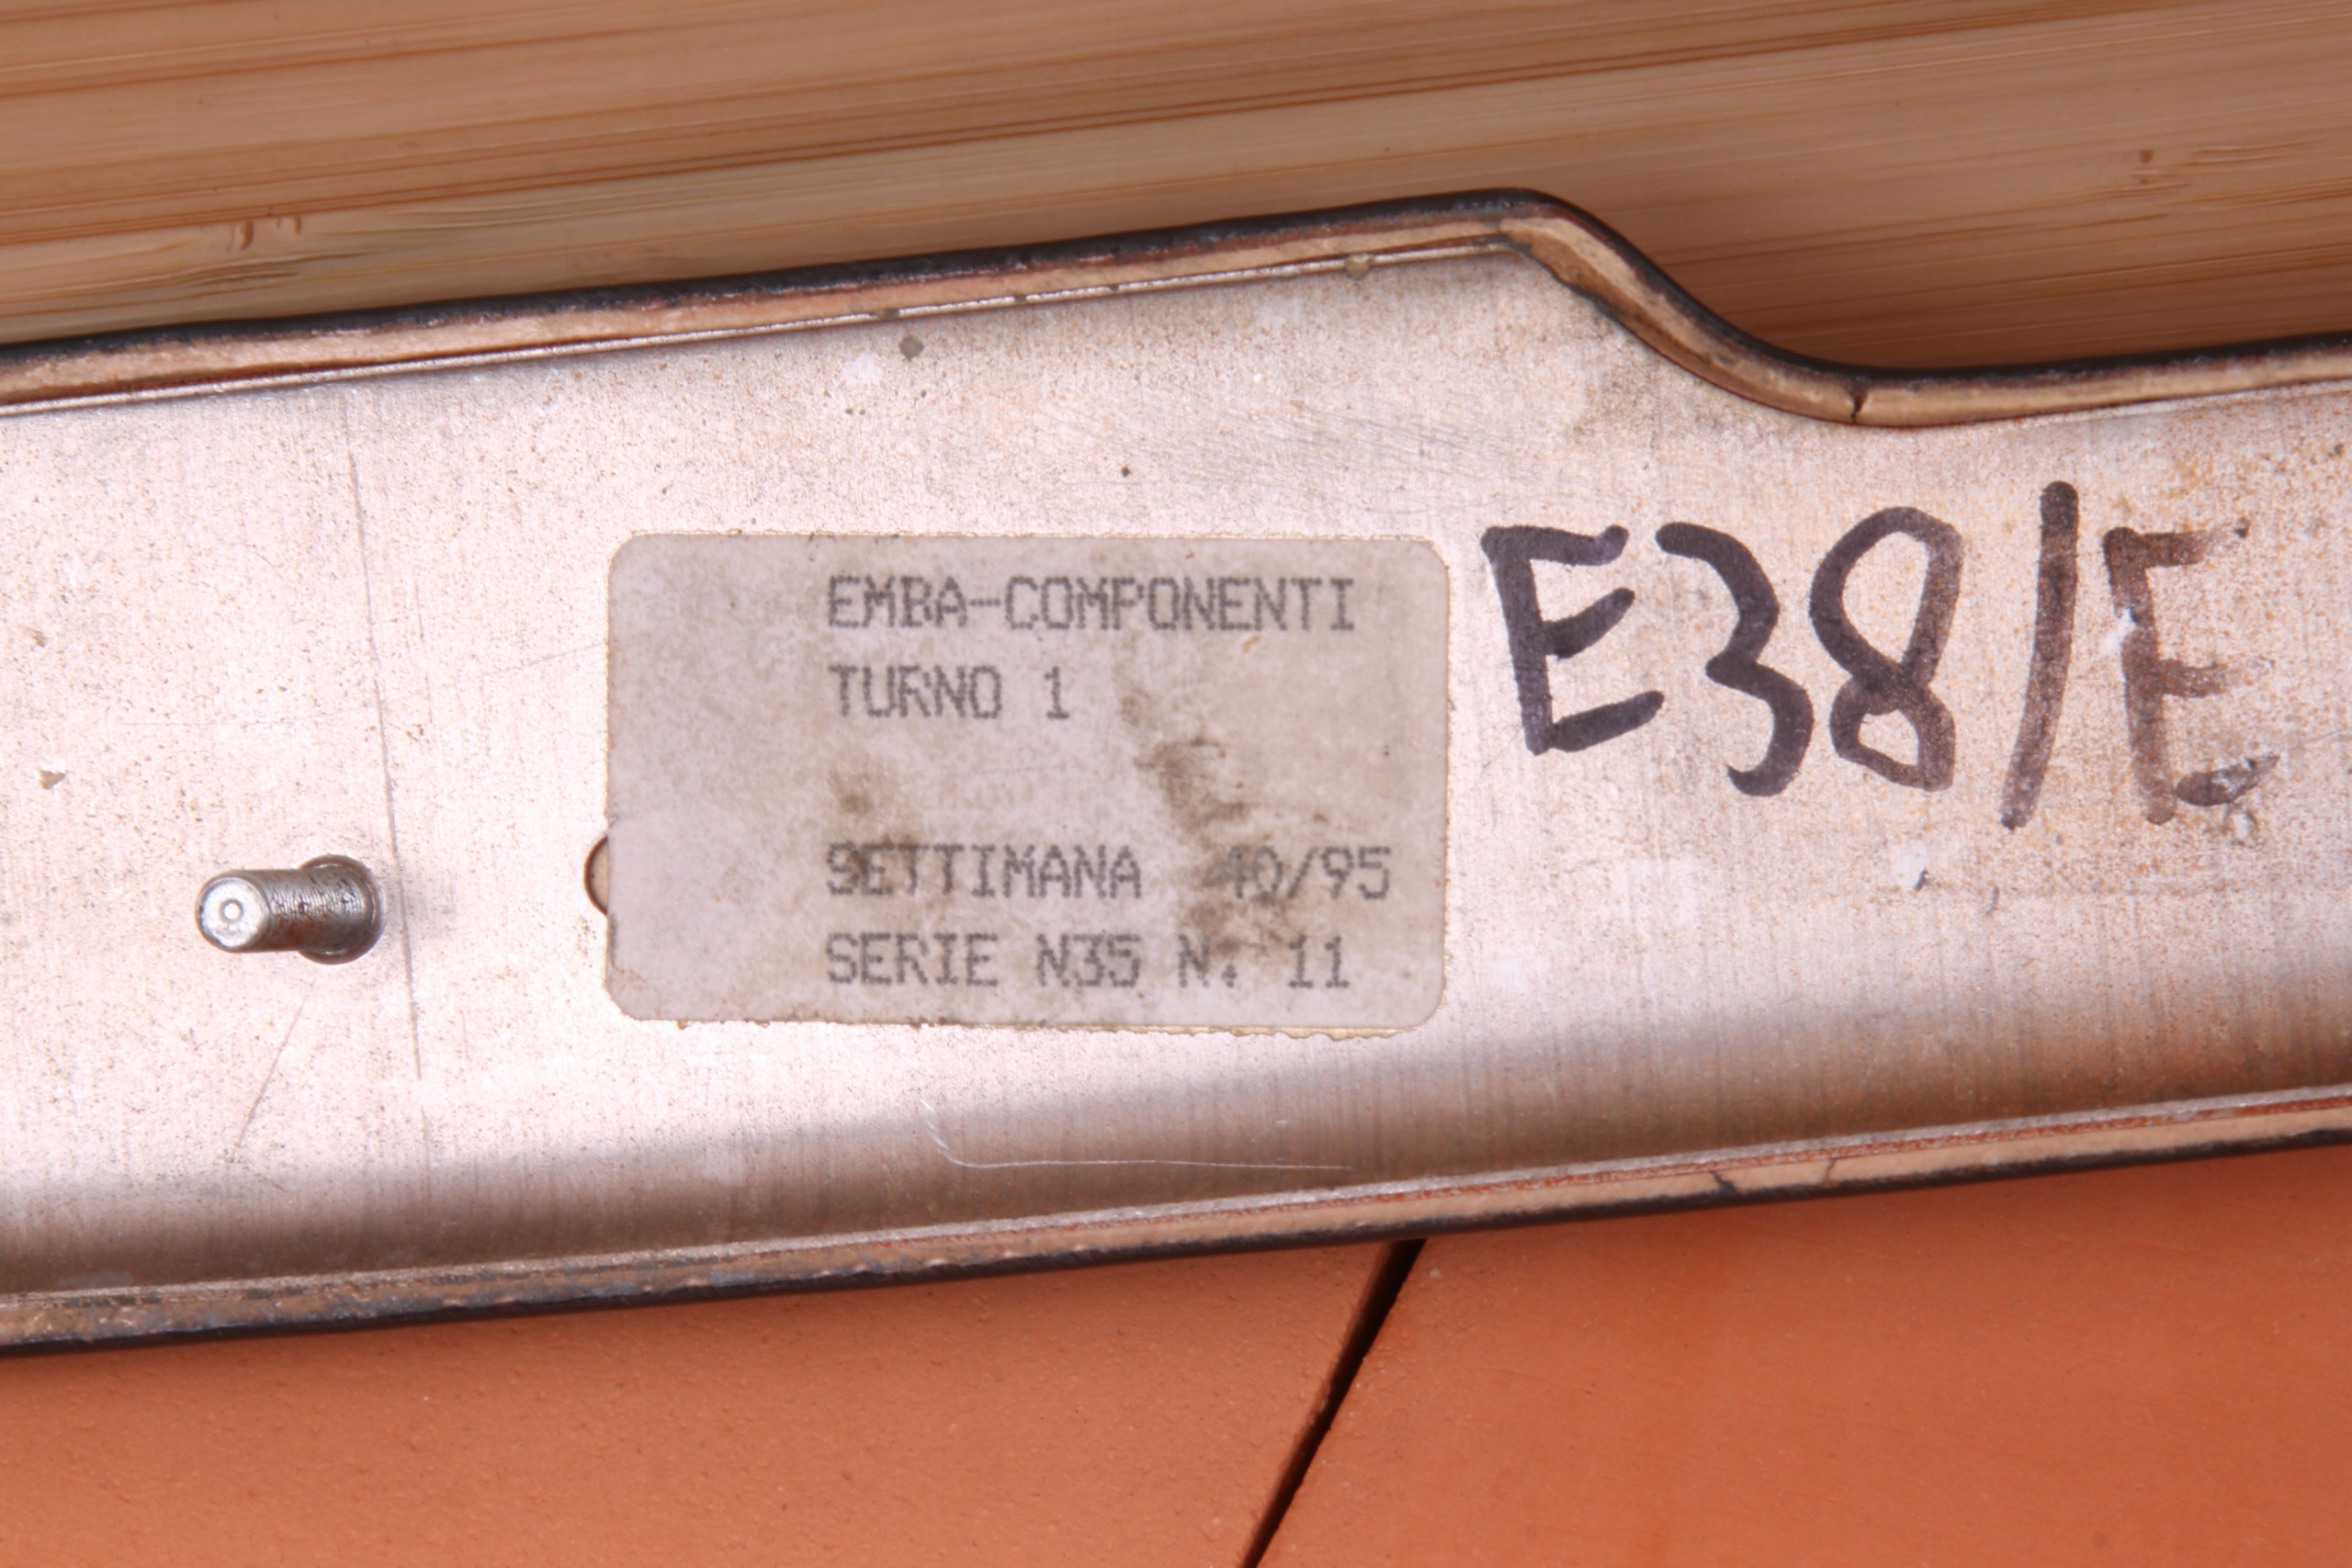 EMBA-COMPONENTI
TURNO 1
SETTIMANA 40/95
SERIE N35 N. 11
E38/E